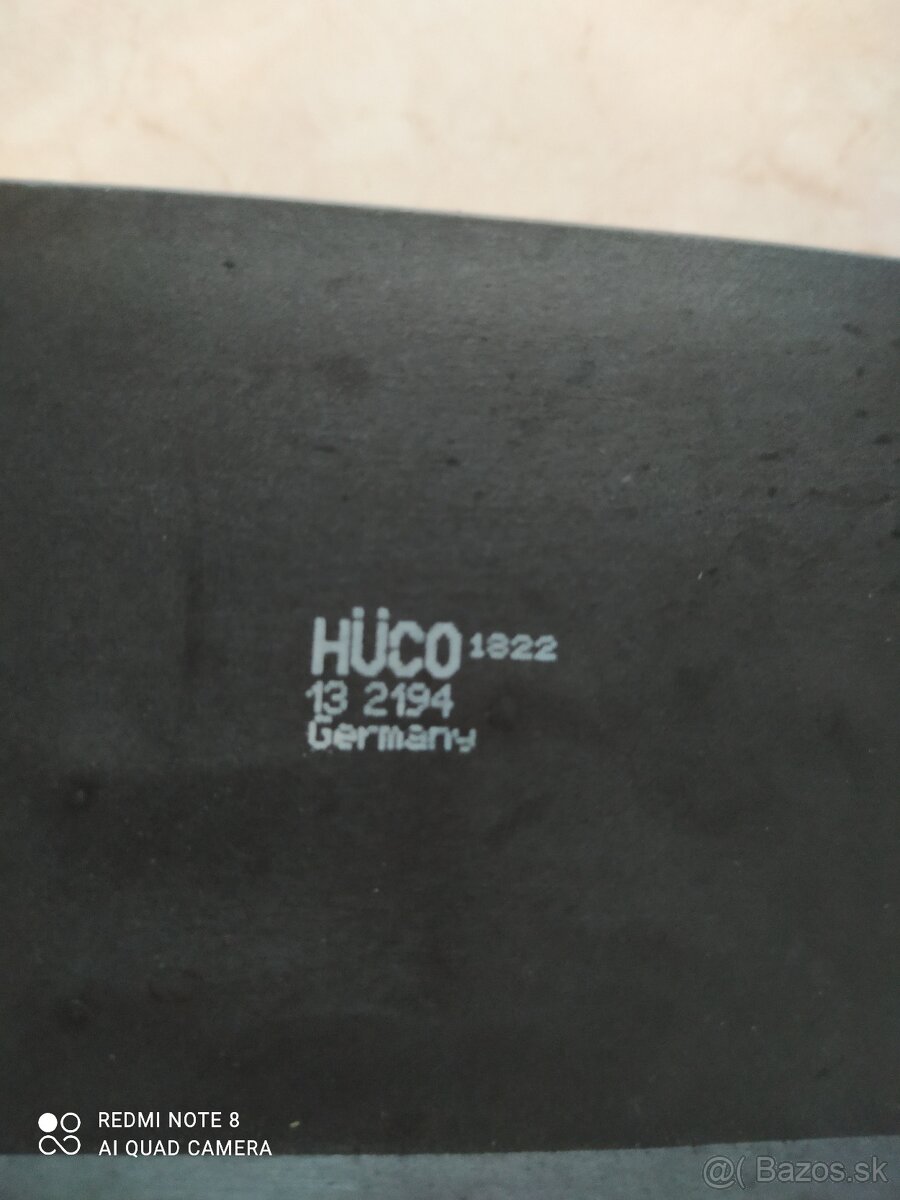 HÜCO 1822
13 2194
Germany
REDMI NOTE 8
AI QUAD CAMERA
@( Bazos.sk